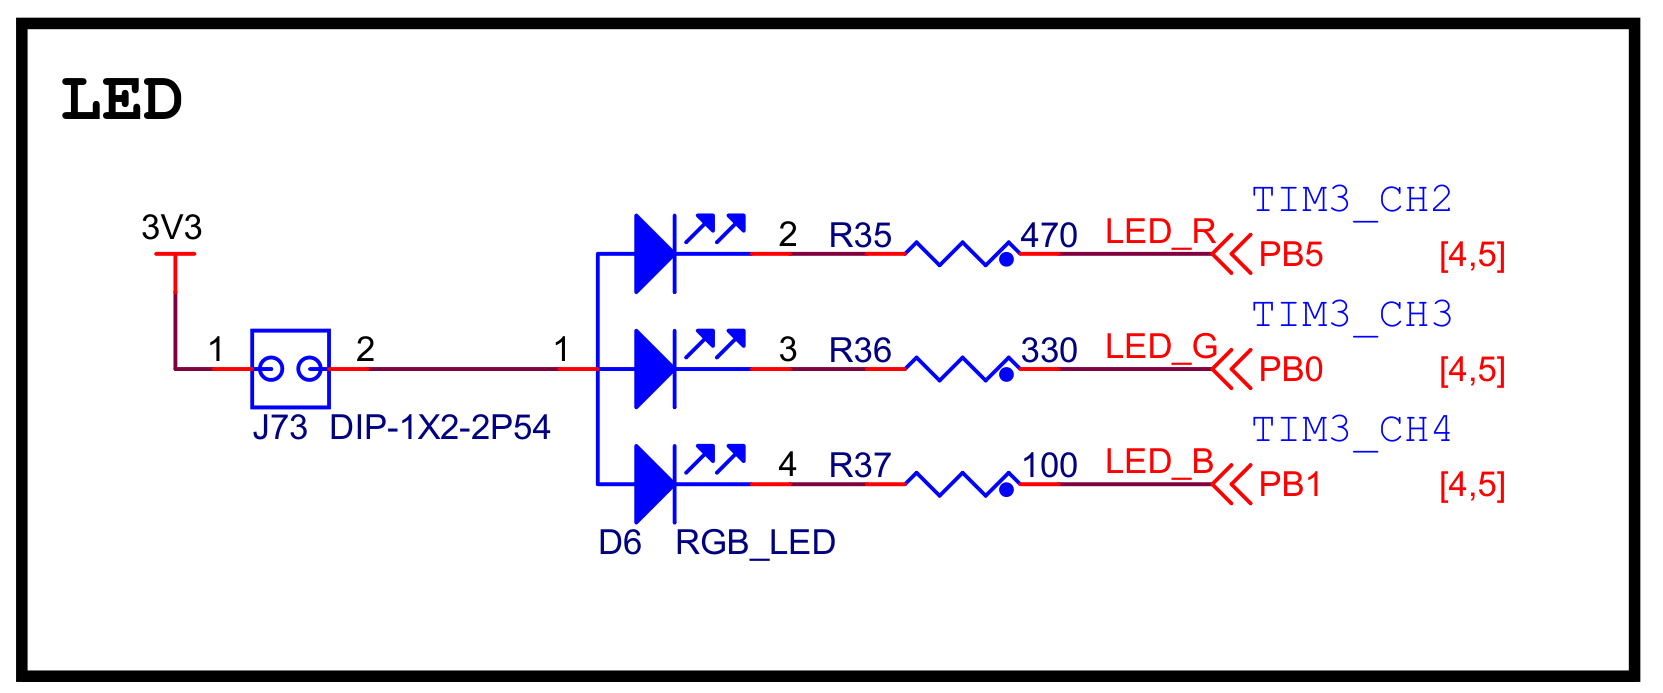 LED
3V3
1
J73
DIP-1X2-2P54
2
1
2
R35
470
LED_R
TIM3_CH2
PB5
[4,5]
3
R36
330
LED_G
TIM3_CH3
PB0
[4,5]
4
R37
100
LED_B
TIM3_CH4
PB1
[4,5]
D6
RGB_LED